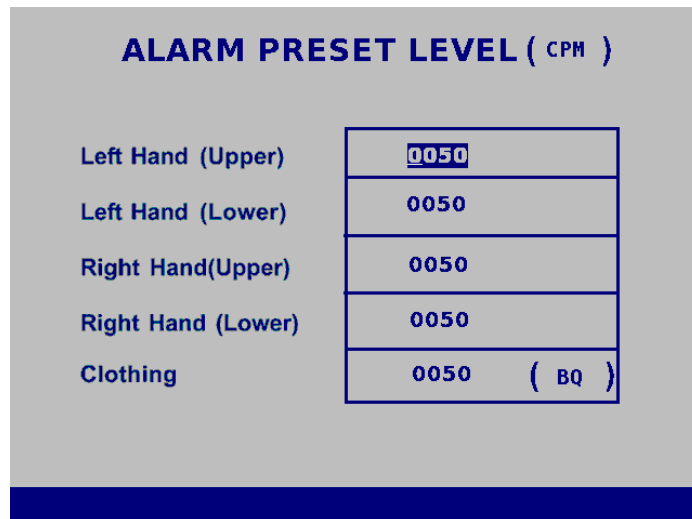 ALARM PRESET LEVEL ( CPM )
Left Hand (Upper) 0050
Left Hand (Lower) 0050
Right Hand(Upper) 0050
Right Hand (Lower) 0050
Clothing 0050 ( BQ )